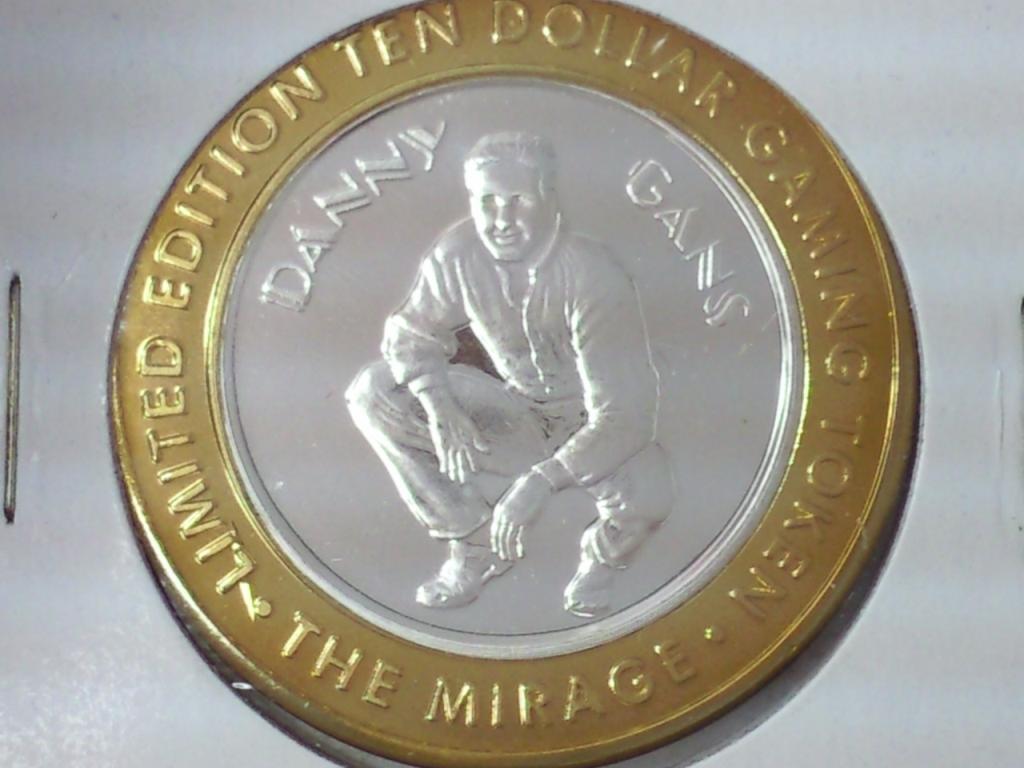 LIMITED EDITION TEN DOLLAR GAMING TOKEN •
THE MIRAGE •
DANNY GANS